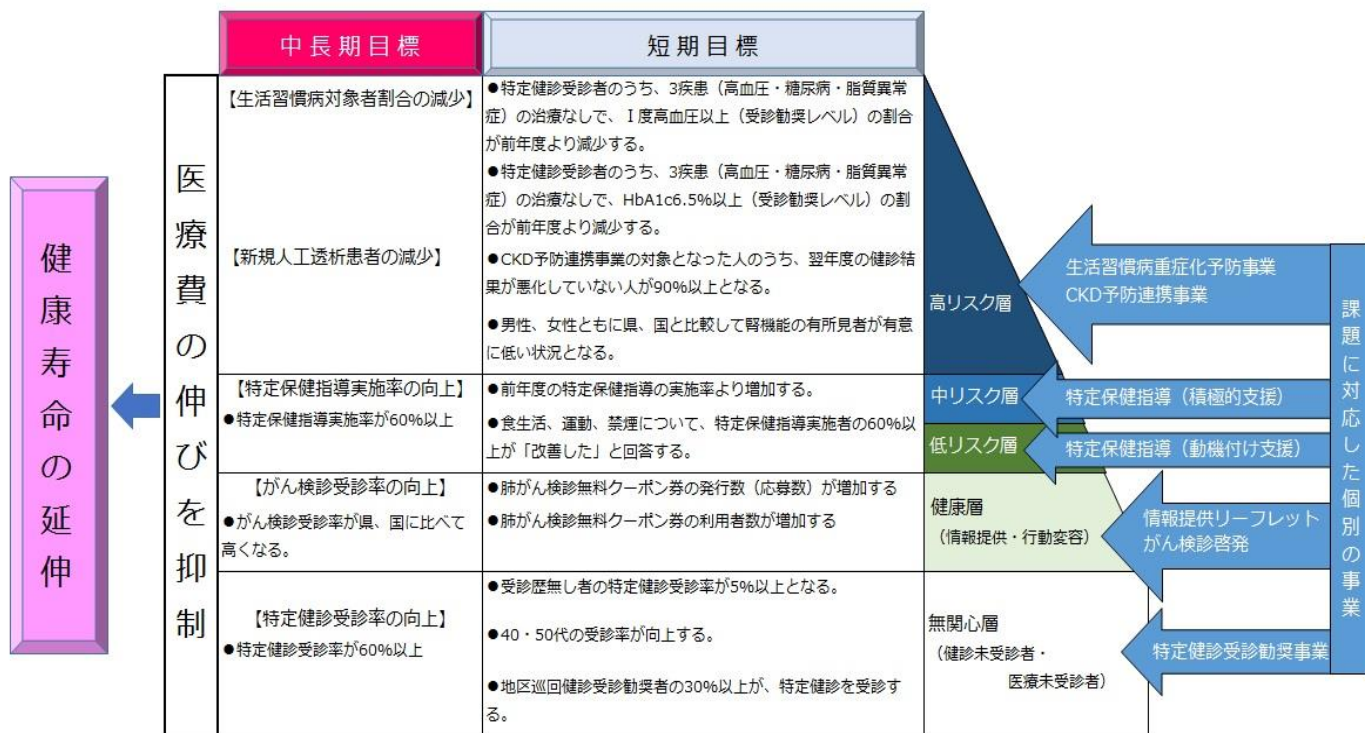 中長期目標
短期目標
健康寿命の延伸
医療費の伸びを抑制
【生活習慣病対象者割合の減少】
【新規人工透析患者の減少】
●特定健診受診者のうち、3疾患（高血圧・糖尿病・脂質異常
症）の治療なしで、Ⅰ度高血圧以上（受診勧奨レベル）の割合
が前年度より減少する。
●特定健診受診者のうち、3疾患（高血圧・糖尿病・脂質異常
症）の治療なしで、HbA1c6.5%以上（受診勧奨レベル）の割
合が前年度より減少する。
●CKD予防連携事業の対象となった人のうち、翌年度の健診結
果が悪化していない人が90%以上となる。
●男性、女性ともに県、国と比較して腎機能の有所見者が有意
に低い状況となる。
高リスク層
生活習慣病重症化予防事業
CKD予防連携事業
【特定保健指導実施率の向上】
●特定保健指導実施率が60%以上
●前年度の特定保健指導の実施率より増加する。
●食生活、運動、禁煙について、特定保健指導実施者の60%以
上が「改善した」と回答する。
中リスク層
特定保健指導（積極的支援）
低リスク層
特定保健指導（動機付け支援）
【がん検診受診率の向上】
●がん検診受診率が県、国に比べて
高くなる。
●肺がん検診無料クーポン券の発行数（応募数）が増加する
●肺がん検診無料クーポン券の利用者数が増加する
健康層
（情報提供・行動変容）
情報提供リーフレット
がん検診啓発
【特定健診受診率の向上】
●特定健診受診率が60%以上
●受診歴無し者の特定健診受診率が5%以上となる。
●40・50代の受診率が向上する。
●地区巡回健診受診勧奨者の30%以上が、特定健診を受診す
る。
無関心層
（健診未受診者・
医療未受診者）
特定健診受診勧奨事業
課題に対応した個別の事業